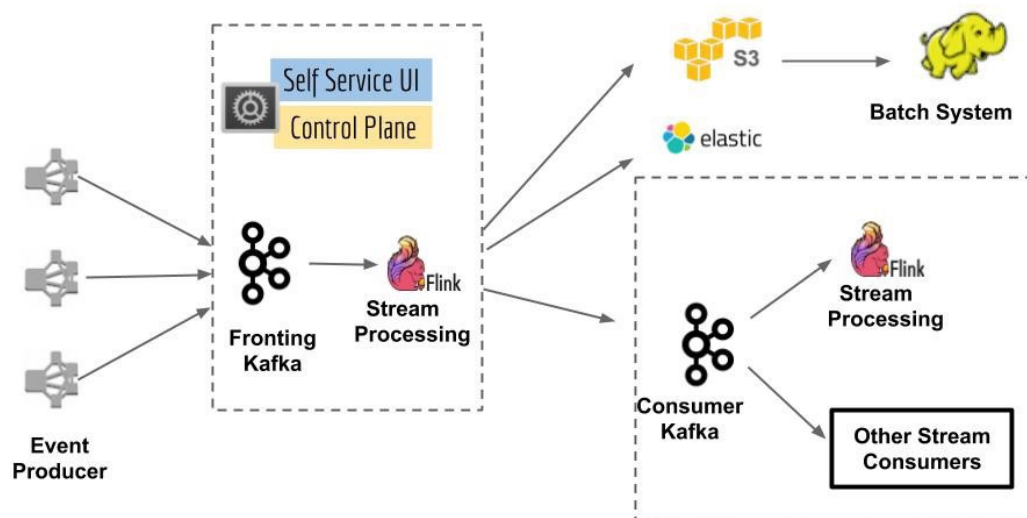 Self Service UI
Control Plane
S3
Batch System
elastic
Flink
Stream
Processing
Fronting
Kafka
Flink
Stream
Processing
Consumer
Kafka
Other Stream
Consumers
Event
Producer